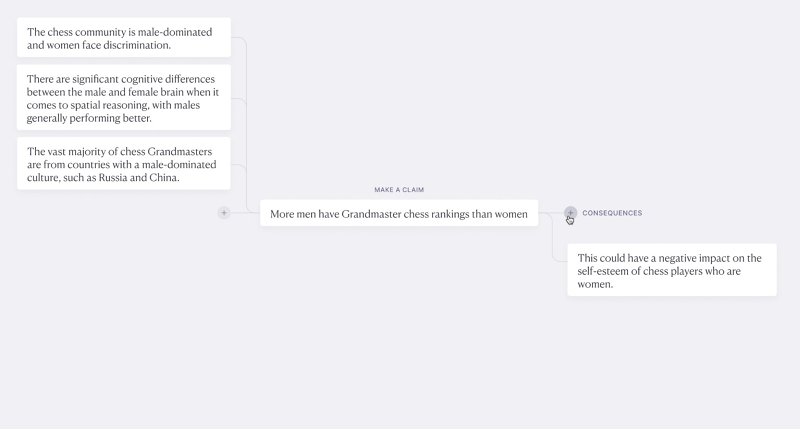 The chess community is male-dominated
and women face discrimination.
There are significant cognitive differences
between the male and female brain when it
comes to spatial reasoning, with males
generally performing better.
The vast majority of chess Grandmasters
are from countries with a male-dominated
culture, such as Russia and China.
MAKE A CLAIM
More men have Grandmaster chess rankings than women
CONSEQUENCES
This could have a negative impact on the
self-esteem of chess players who are
women.